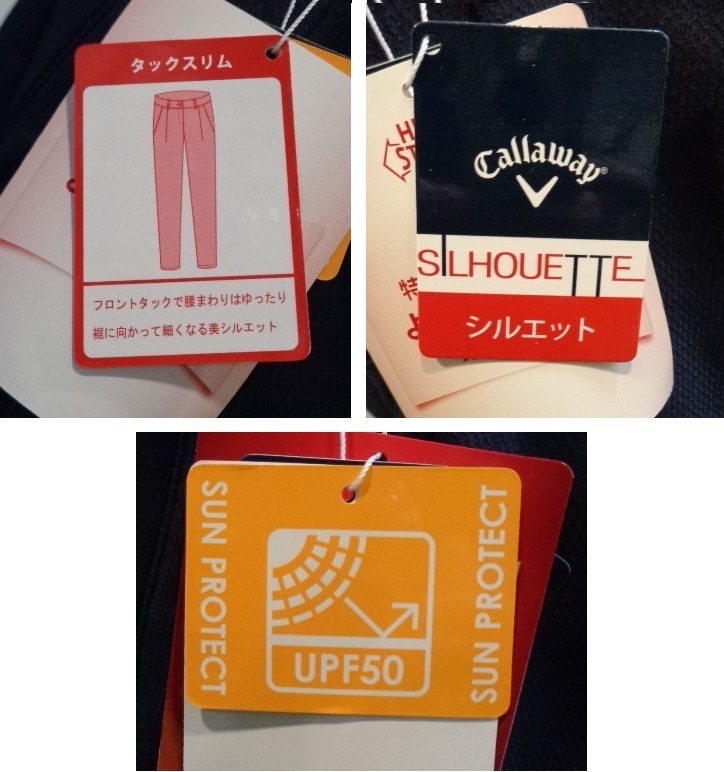 タックスリム
フロントタックで腰まわりはゆったり
裾に向かって細くなる美シルエット
Callaway®
SILHOUETTE
シルエット
SUN PROTECT
UPF50
SUN PROTECT